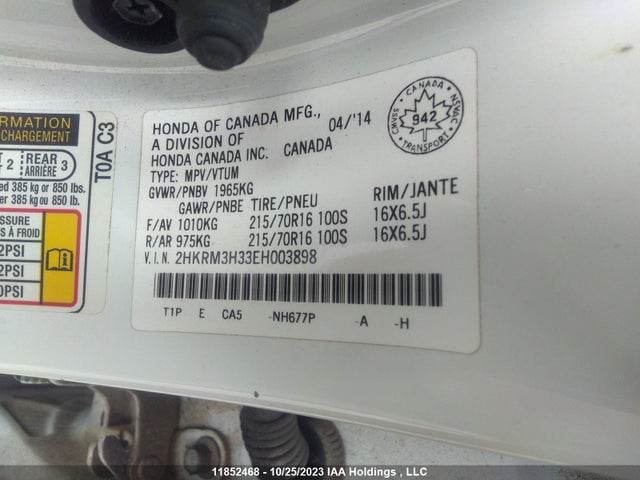 HONDA OF CANADA MFG., 04/'14
A DIVISION OF
HONDA CANADA INC. CANADA
TYPE: MPV/VTUM
GVWR/PNBV 1965KG
GAWR/PNBE TIRE/PNEU RIM/JANTE
F/AV 1010KG 215/70R16 100S 16X6.5J
R/AR 975KG 215/70R16 100S 16X6.5J
V.I.N. 2HKRM3H33EH003898
T1P E CA5 -NH677P -A -H
CANADA
942
TRANSPORT
CMVSS
NSVAC
T0A C3
ORMATION
CHARGEMENT
2 REAR 3
ARRIÈRE
ed 385 kg or 850 lbs.
er 385 kg ou 850 lb.
SSURE
S À FROID
2PSI
2PSI
0PSI
11852468 - 10/25/2023 IAA Holdings , LLC